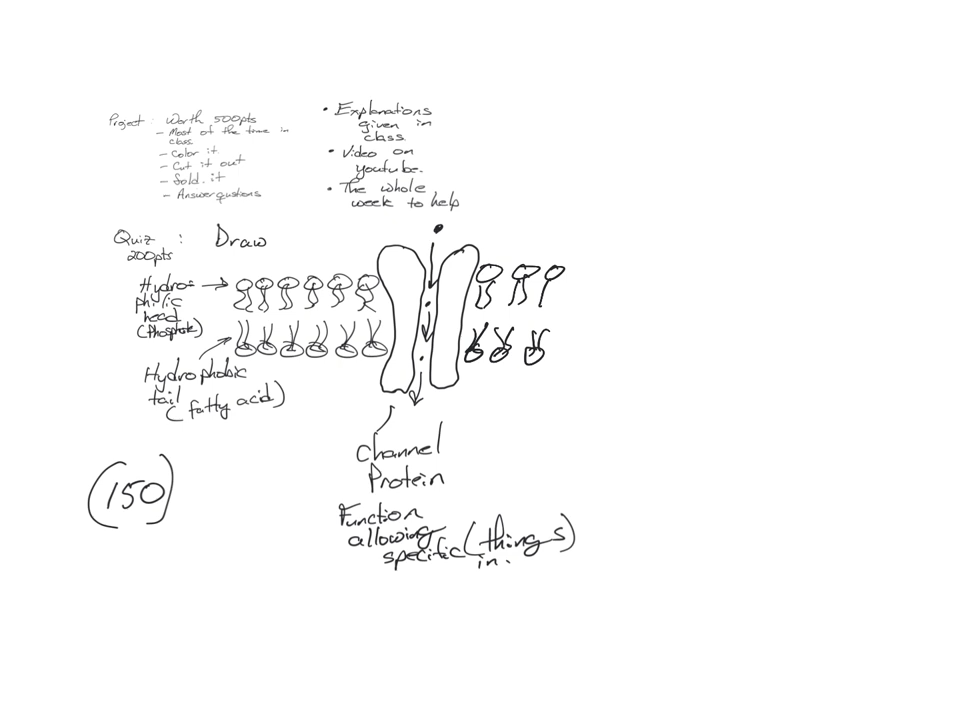 Project : Worth 500pts
- Most of the time in
class
- Color it
- Cut it out
- Sold. it
- Answer qustions
• Explanations
given in
class
• Video on
youtube.
• The whole
week to help
Quiz : Draw
200pts
Hydro-
philic
head
(Phosphate)
Hydrophobic
tail
(fatty acid)
Channel
Protein
Function
allowing
specific (things)
in.
(150)